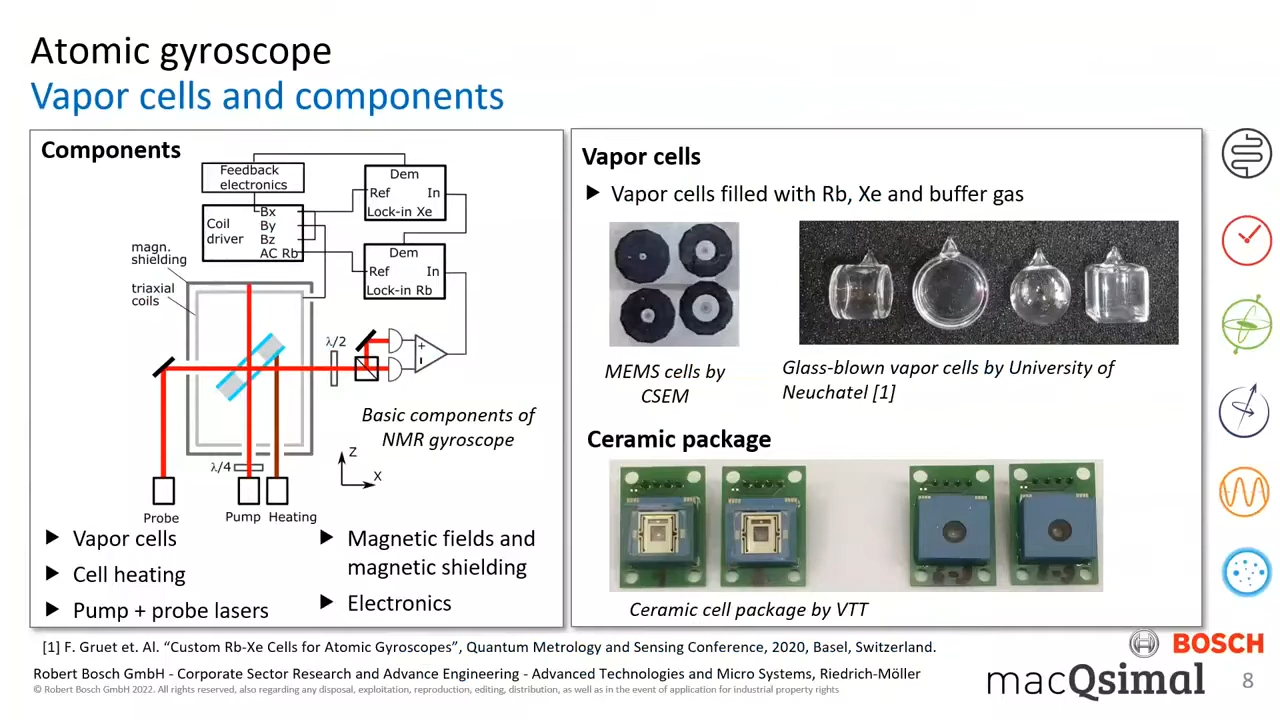 Atomic gyroscope
Vapor cells and components
Components
Feedback
electronics
Dem
Ref In
Lock-in Xe
Coil
driver
Bx
By
Bz
AC Rb
Dem
Ref In
Lock-in Rb
magn.
shielding
triaxial
coils
λ/2
+
-
Basic components of
NMR gyroscope
Z
X
λ/4
Probe
Pump
Heating
▶ Vapor cells
▶ Cell heating
▶ Pump + probe lasers
▶ Magnetic fields and
magnetic shielding
▶ Electronics
Vapor cells
▶ Vapor cells filled with Rb, Xe and buffer gas
MEMS cells by
CSEM
Glass-blown vapor cells by University of
Neuchatel [1]
Ceramic package
Ceramic cell package by VTT
[1] F. Gruet et. Al. “Custom Rb-Xe Cells for Atomic Gyroscopes”, Quantum Metrology and Sensing Conference, 2020, Basel, Switzerland.
BOSCH
Robert Bosch GmbH - Corporate Sector Research and Advance Engineering - Advanced Technologies and Micro Systems, Riedrich-Möller
© Robert Bosch GmbH 2022. All rights reserved, also regarding any disposal, exploitation, reproduction, editing, distribution, as well as in the event of application for industrial property rights
macQsimal
8